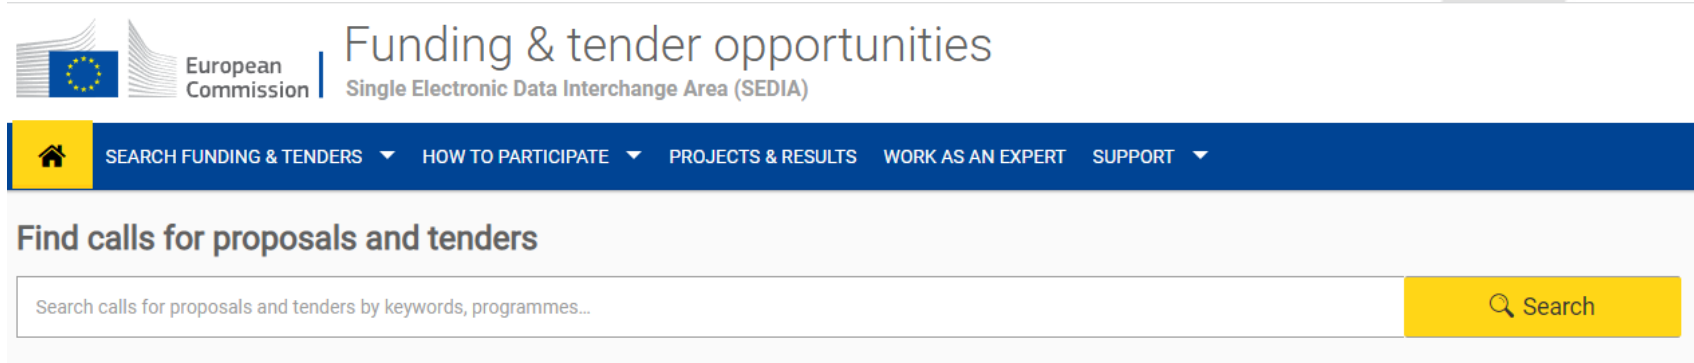 European
Commission
Funding & tender opportunities
Single Electronic Data Interchange Area (SEDIA)
SEARCH FUNDING & TENDERS HOW TO PARTICIPATE PROJECTS & RESULTS WORK AS AN EXPERT SUPPORT
Find calls for proposals and tenders
Search calls for proposals and tenders by keywords, programmes... Search